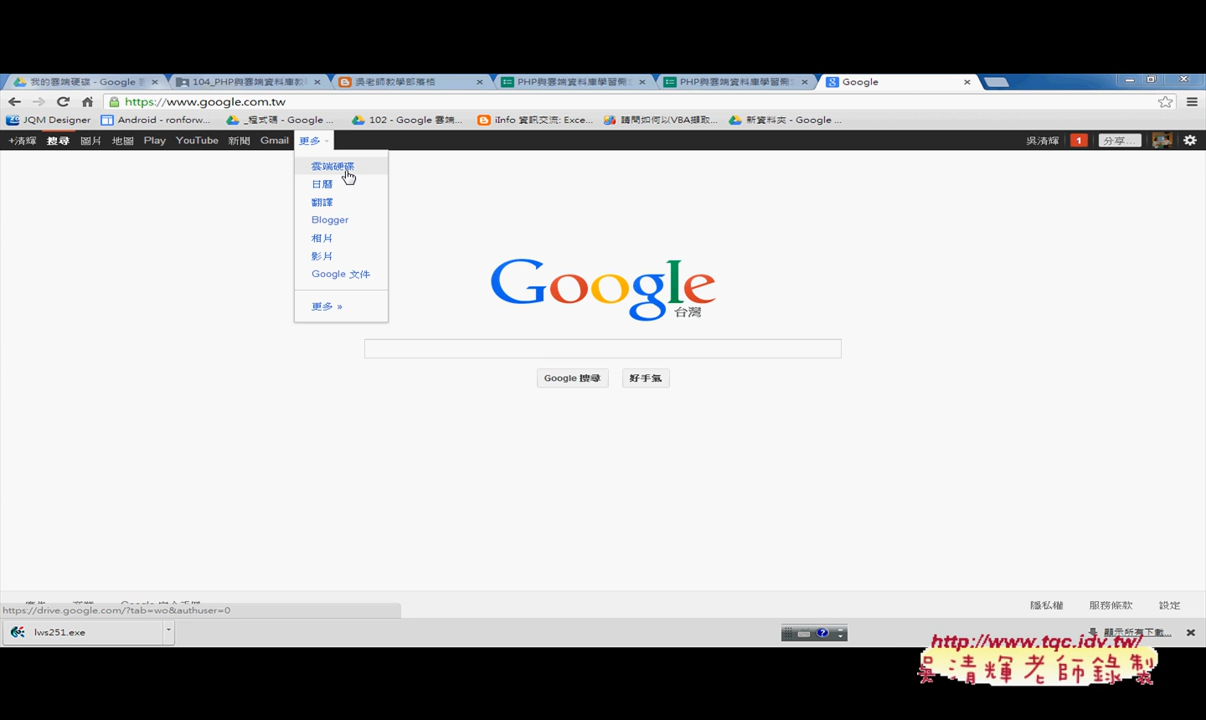 我的雲端硬碟 - Google
104_PHP與雲端資料庫教
吳老師教學部落格
PHP與雲端資料庫學習需
PHP與雲端資料庫學習需
Google
https://www.google.com.tw
JQM Designer
Android - ronforw...
_程式碼 - Google ...
102 - Google 雲端...
iInfo 資訊交流: Exce...
請問如何以VBA擷取...
新資料夾 - Google ...
+清輝 搜尋 圖片 地圖 Play YouTube 新聞 Gmail 更多
吳清輝 1 分享...
雲端硬碟
日曆
翻譯
Blogger
相片
影片
Google 文件
更多 »
Google
台灣
Google 搜尋
好手氣
隱私權 服務條款 設定
https://drive.google.com/?tab=wo&authuser=0
lws251.exe
顯示所有下載...
http://www.tqc.idv.tw/
吳清輝老師錄製